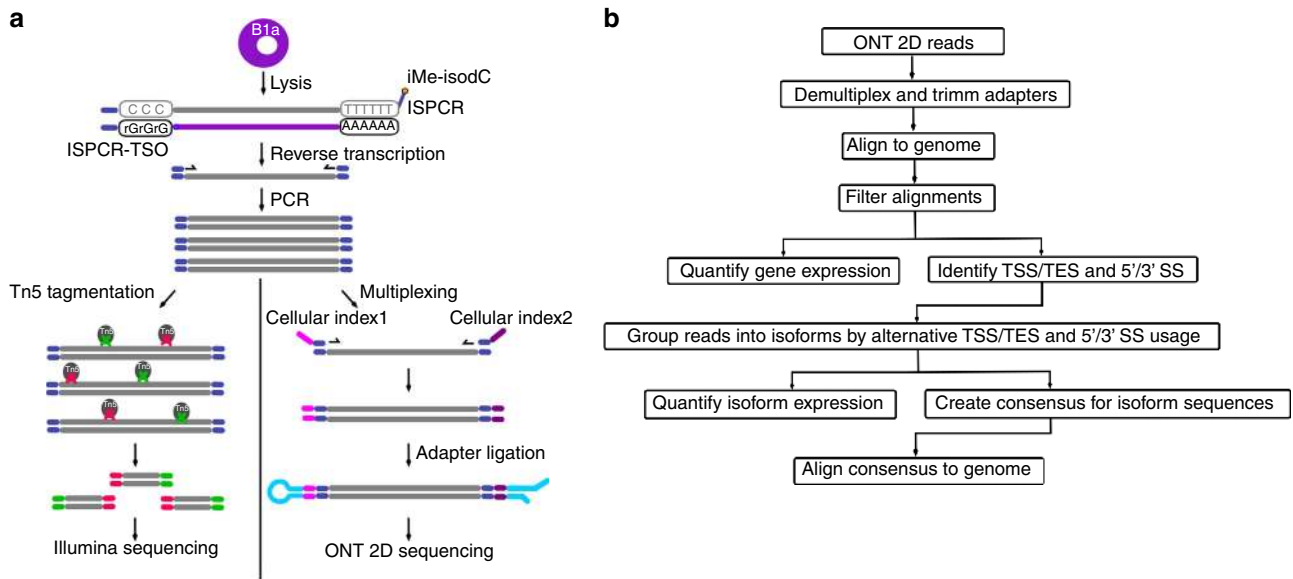 a
B1a
Lysis
iMe-isodC
C C C
TTTTTT
ISPCR
rGrGrG
AAAAAA
ISPCR-TSO
Reverse transcription
PCR
Tn5 tagmentation
Multiplexing
Cellular index1
Cellular index2
Tn5
Tn5
Tn5
Tn5
Tn5
Tn5
Adapter ligation
Illumina sequencing
ONT 2D sequencing
b
ONT 2D reads
Demultiplex and trimm adapters
Align to genome
Filter alignments
Quantify gene expression
Identify TSS/TES and 5'/3' SS
Group reads into isoforms by alternative TSS/TES and 5'/3' SS usage
Quantify isoform expression
Create consensus for isoform sequences
Align consensus to genome